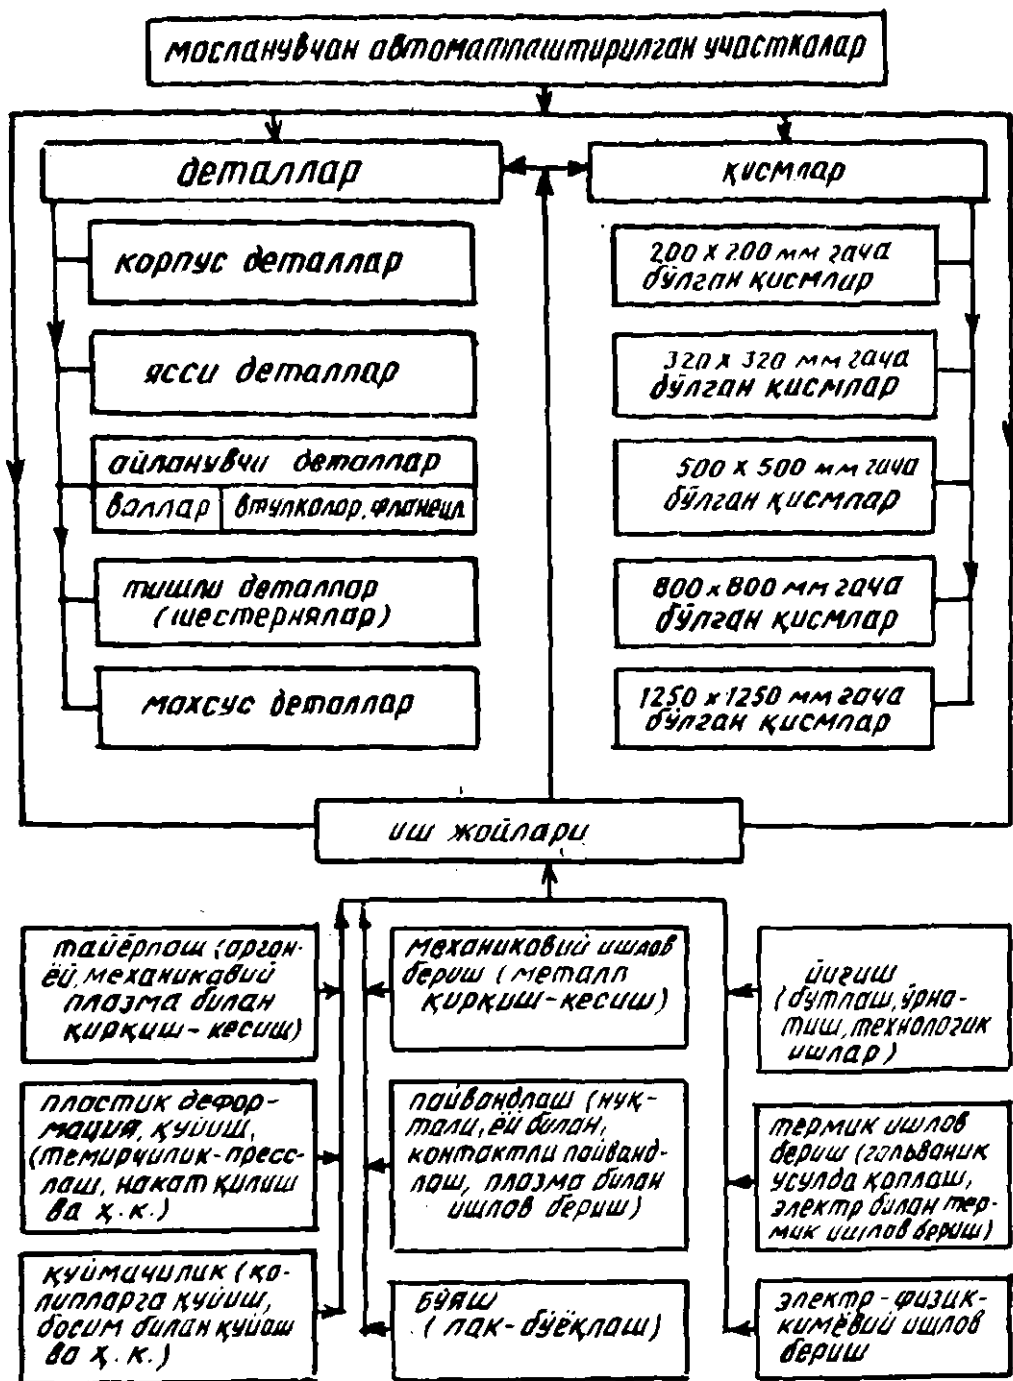 мосланувчан автоматлаштирилган участкалар
деталлар
қисмлар
корпус деталлар
ясси деталлар
айланувчи деталлар
валлар
втулкалар, фланецл.
тишли деталлар
(шестернялар)
махсус деталлар
200 x 200 мм гача
бўлган қисмлар
320 x 320 мм гача
бўлган қисмлар
500 x 500 мм гача
бўлган қисмлар
800 x 800 мм гача
бўлган қисмлар
1250 x 1250 мм гача
бўлган қисмлар
иш жойлари
тайёрлаш (аргон-
ёй, механикавий
плазма билан
қирқиш-кесиш)
пластик дефор-
мация, қуйиш,
(темирчилик-пресс-
лаш, накат қилиш
ва ҳ.к.)
қуймачилик (қо-
липларга қуйиш,
босим билан қуйиш
ва ҳ.к.)
механикавий ишлов
бериш (металл
қирқиш-кесиш)
пайвандлаш (нуқ-
тали, ёй билан,
контактли пайванд-
лаш, плазма билан
ишлов бериш)
бўяш
(лак-бўёқлаш)
йиғиш
(бутлаш, ўрна-
тиш, технологик
ишлар)
термик ишлов
бериш (гальваник
усулда қоплаш,
электр билан тер-
мик ишлов бериш)
электр-физик-
кимёвий ишлов
бериш